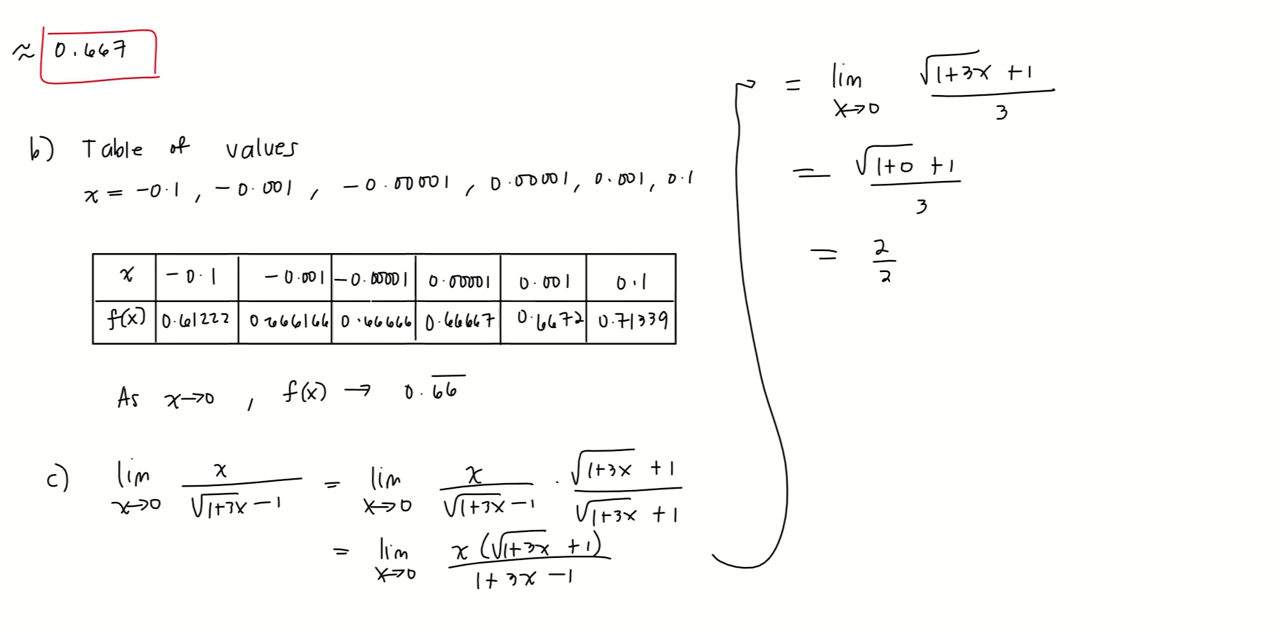 ≈ 0.667
b) Table of values
x = -0.1 , -0.001 , -0.00001 , 0.00001, 0.001, 0.1
x | -0.1 | -0.001 | -0.00001 | 0.00001 | 0.001 | 0.1
f(x) | 0.61222 | 0.666166 | 0.66666 | 0.66667 | 0.6672 | 0.71339
As x→0 , f(x) → 0.6̅6̅
c) lim x→0 x/(√(1+3x) -1) = lim x→0 x/(√(1+3x) -1) · (√(1+3x) +1)/(√(1+3x) +1)
= lim x→0 x(√(1+3x) +1)/(1+3x-1)
= lim x→0 (√(1+3x) +1)/3
= (√(1+0) +1)/3
= 2/2